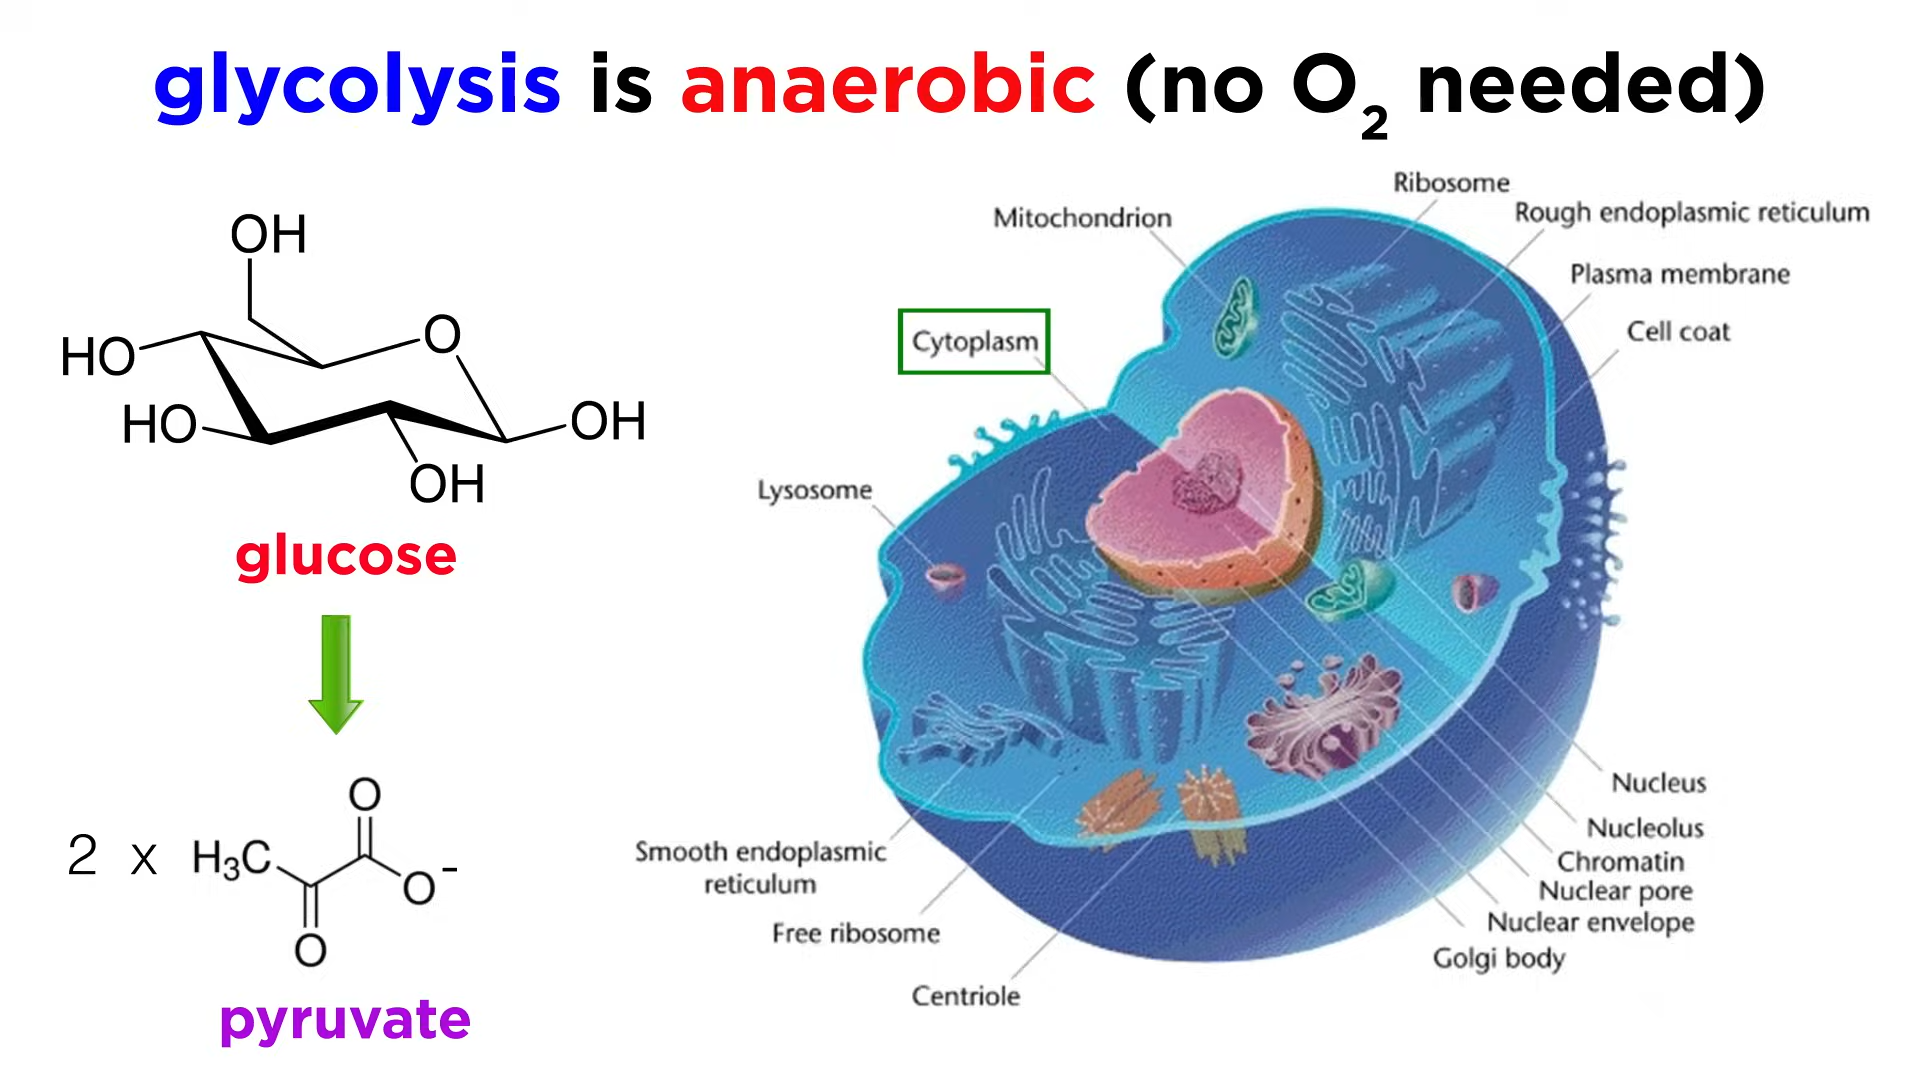 glycolysis is anaerobic (no O₂ needed)
OH
O
HO
HO
OH
OH
glucose
O
2 x H₃C
O⁻
O
pyruvate
Ribosome
Mitochondrion
Rough endoplasmic reticulum
Plasma membrane
Cell coat
Cytoplasm
Lysosome
Nucleus
Nucleolus
Chromatin
Nuclear pore
Nuclear envelope
Golgi body
Smooth endoplasmic
reticulum
Free ribosome
Centriole